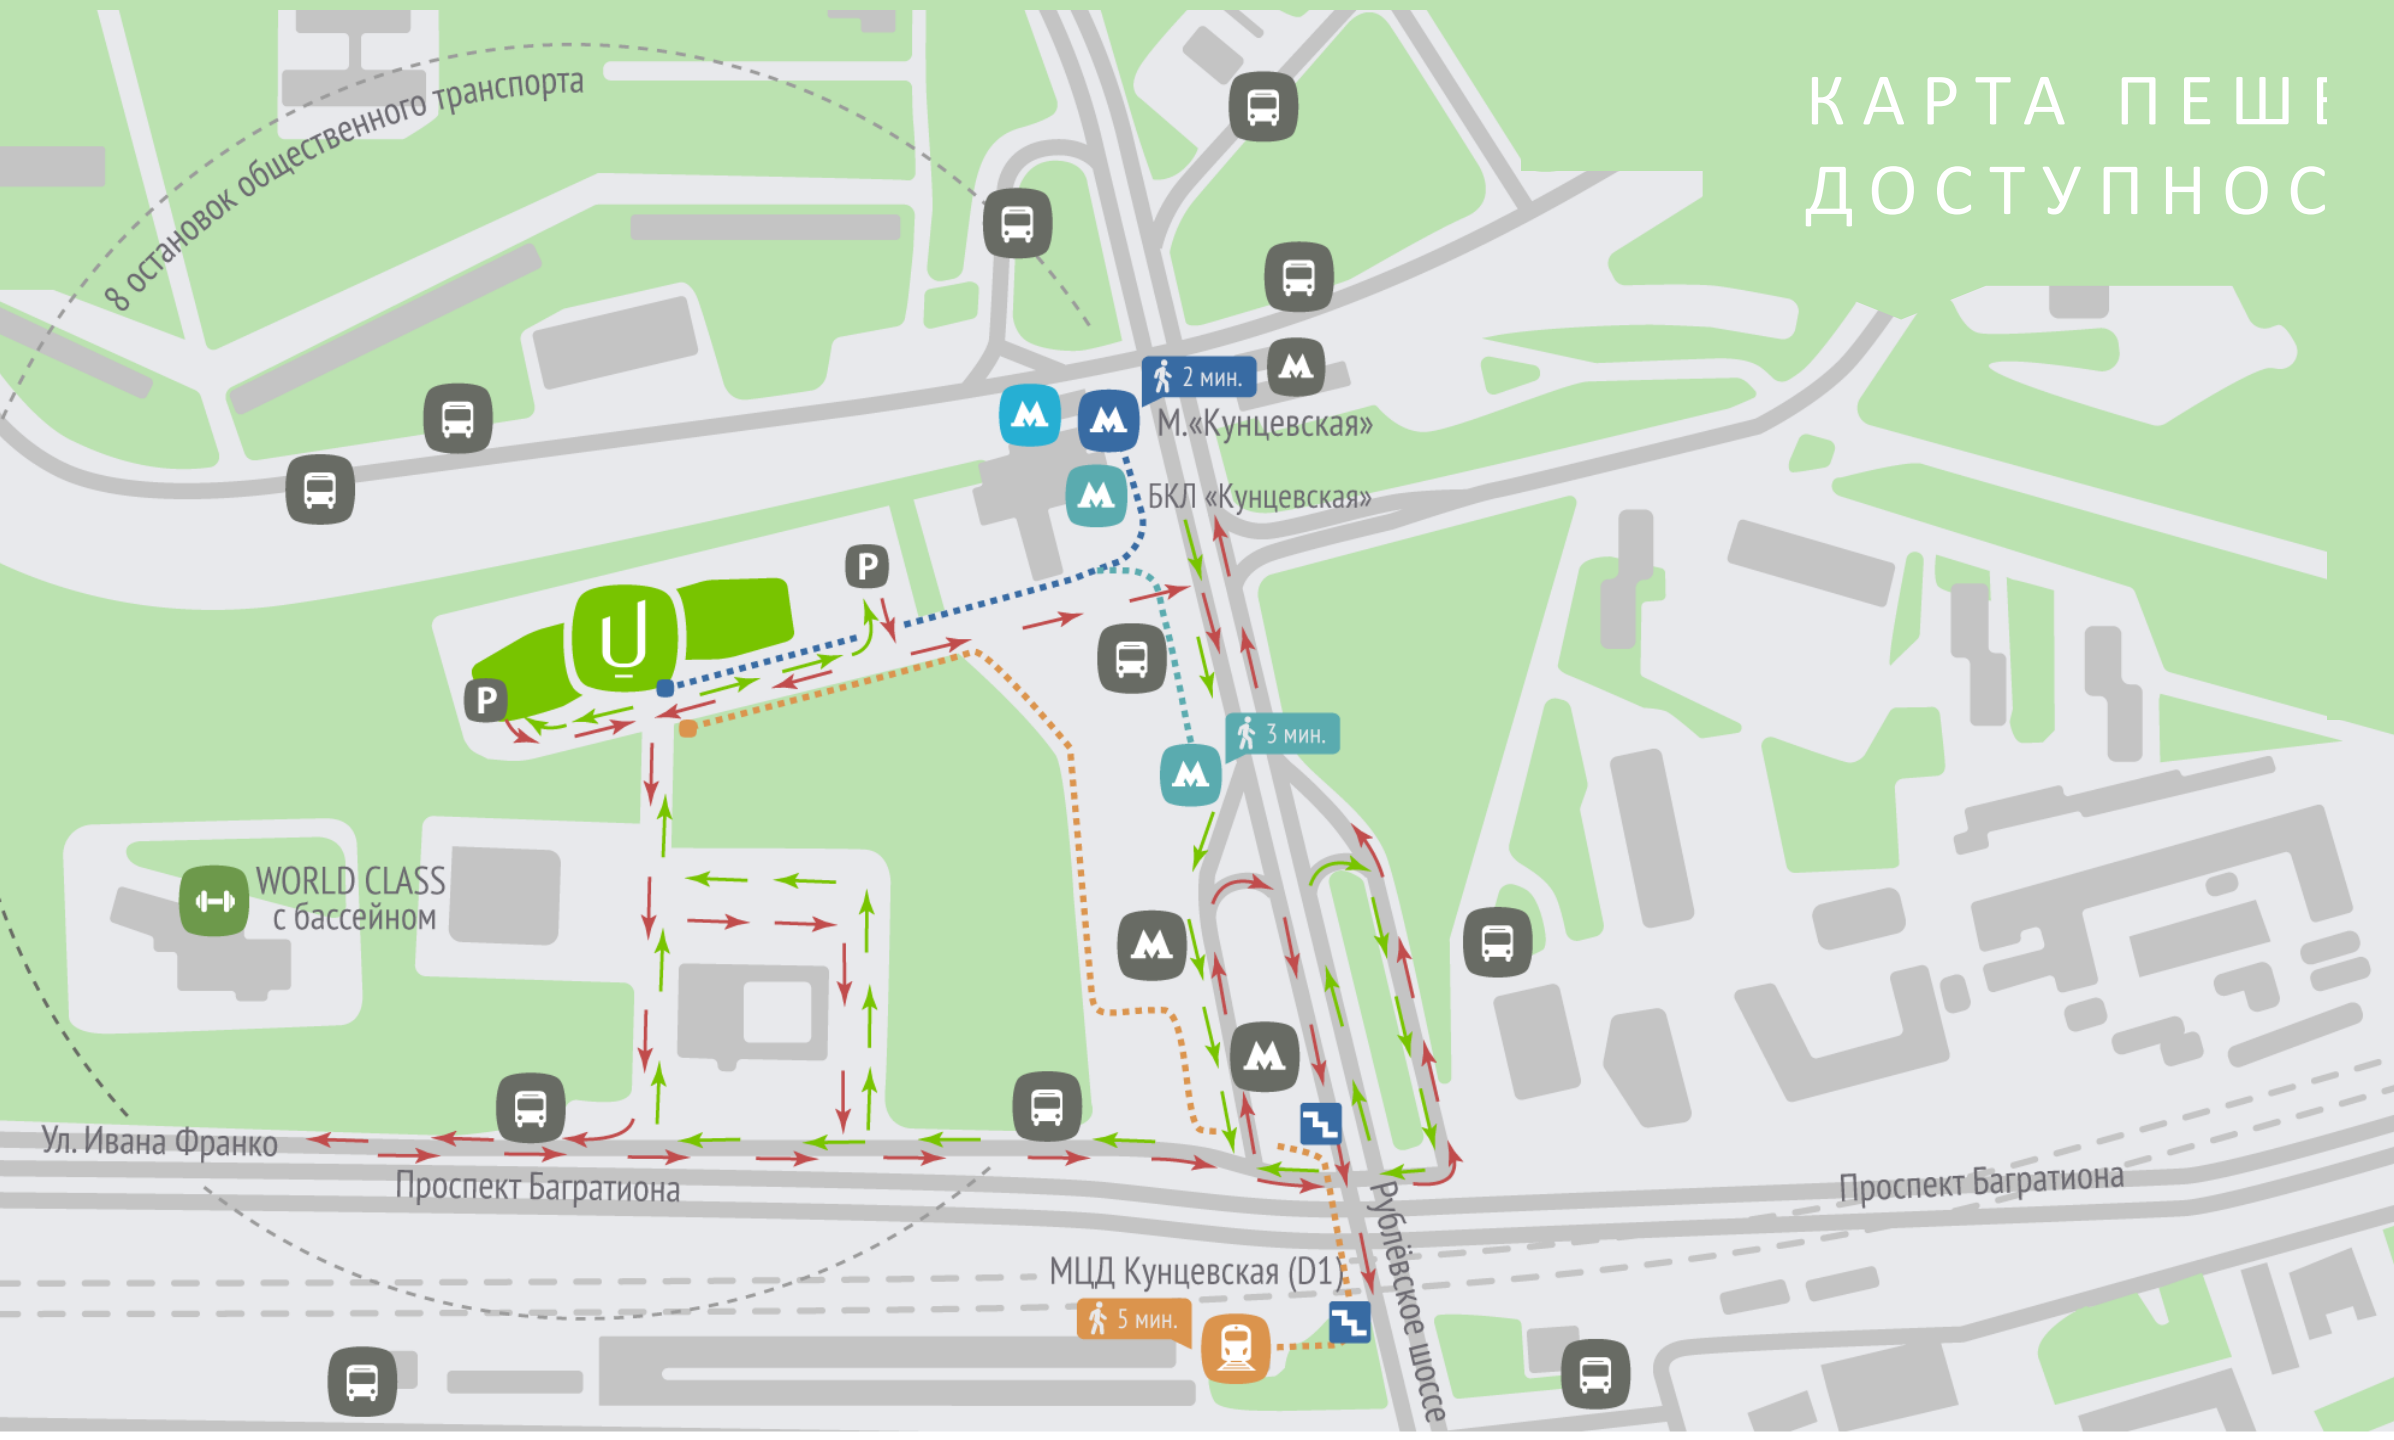 КАРТА ПЕШЕ
ДОСТУПНОС
8 остановок общественного транспорта
2 мин.
М.«Кунцевская»
БКЛ «Кунцевская»
P
U
P
3 мин.
WORLD CLASS
с бассейном
Ул. Ивана Франко
Проспект Багратиона
Проспект Багратиона
Рублёвское шоссе
МЦД Кунцевская (D1)
5 мин.